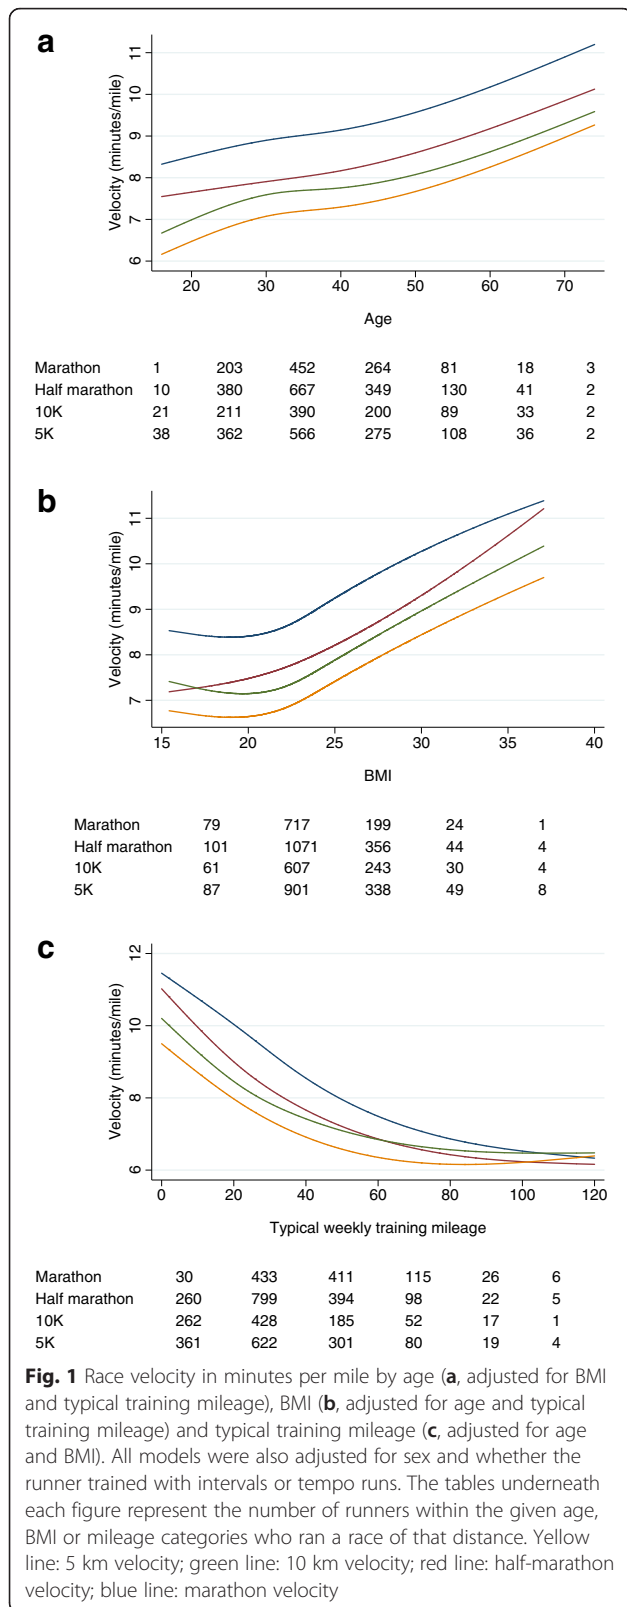 a
Velocity (minutes/mile)
11
10
9
8
7
6
20 30 40 50 60 70
Age
Marathon 1 203 452 264 81 18 3
Half marathon 10 380 667 349 130 41 2
10K 21 211 390 200 89 33 2
5K 38 362 566 275 108 36 2
b
Velocity (minutes/mile)
11
10
9
8
7
15 20 25 30 35 40
BMI
Marathon 79 717 199 24 1
Half marathon 101 1071 356 44 4
10K 61 607 243 30 4
5K 87 901 338 49 8
c
Velocity (minutes/mile)
12
10
8
6
0 20 40 60 80 100 120
Typical weekly training mileage
Marathon 30 433 411 115 26 6
Half marathon 260 799 394 98 22 5
10K 262 428 185 52 17 1
5K 361 622 301 80 19 4
Fig. 1 Race velocity in minutes per mile by age (a, adjusted for BMI
and typical training mileage), BMI (b, adjusted for age and typical
training mileage) and typical training mileage (c, adjusted for age
and BMI). All models were also adjusted for sex and whether the
runner trained with intervals or tempo runs. The tables underneath
each figure represent the number of runners within the given age,
BMI or mileage categories who ran a race of that distance. Yellow
line: 5 km velocity; green line: 10 km velocity; red line: half-marathon
velocity; blue line: marathon velocity